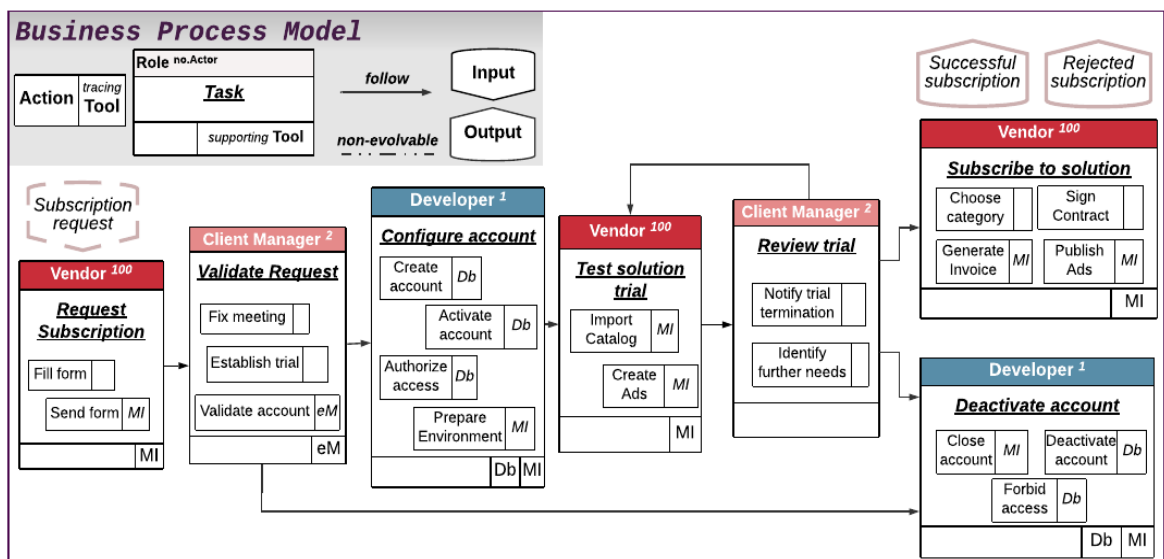 Business Process Model
Action
tracing
Tool
Role no.Actor
Task
supporting Tool
follow
non-evolvable
Input
Output
Successful
subscription
Rejected
subscription
Subscription
request
Vendor 100
Request
Subscription
Fill form
Send form MI
MI
Client Manager 2
Validate Request
Fix meeting
Establish trial
Validate account eM
eM
Developer 1
Configure account
Create
account
Db
Activate
account
Db
Authorize
access
Db
Prepare
Environment
MI
Db MI
Vendor 100
Test solution
trial
Import
Catalog
MI
Create
Ads
MI
MI
Client Manager 2
Review trial
Notify trial
termination
Identify
further needs
Vendor 100
Subscribe to solution
Choose
category
Sign
Contract
Generate
Invoice
MI
Publish
Ads
MI
MI
Developer 1
Deactivate account
Close
account
MI
Deactivate
account
Db
Forbid
access
Db
Db MI